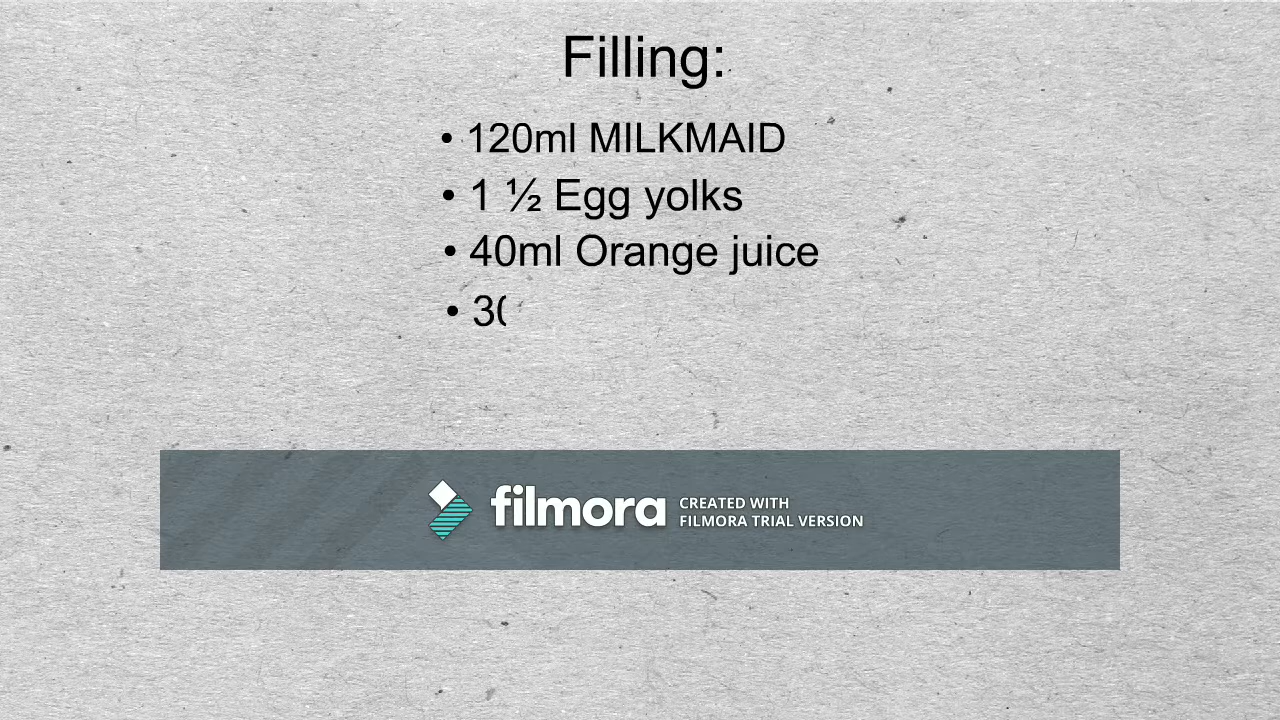 Filling:
• 120ml MILKMAID
• 1 ½ Egg yolks
• 40ml Orange juice
• 3
filmora
CREATED WITH
FILMORA TRIAL VERSION